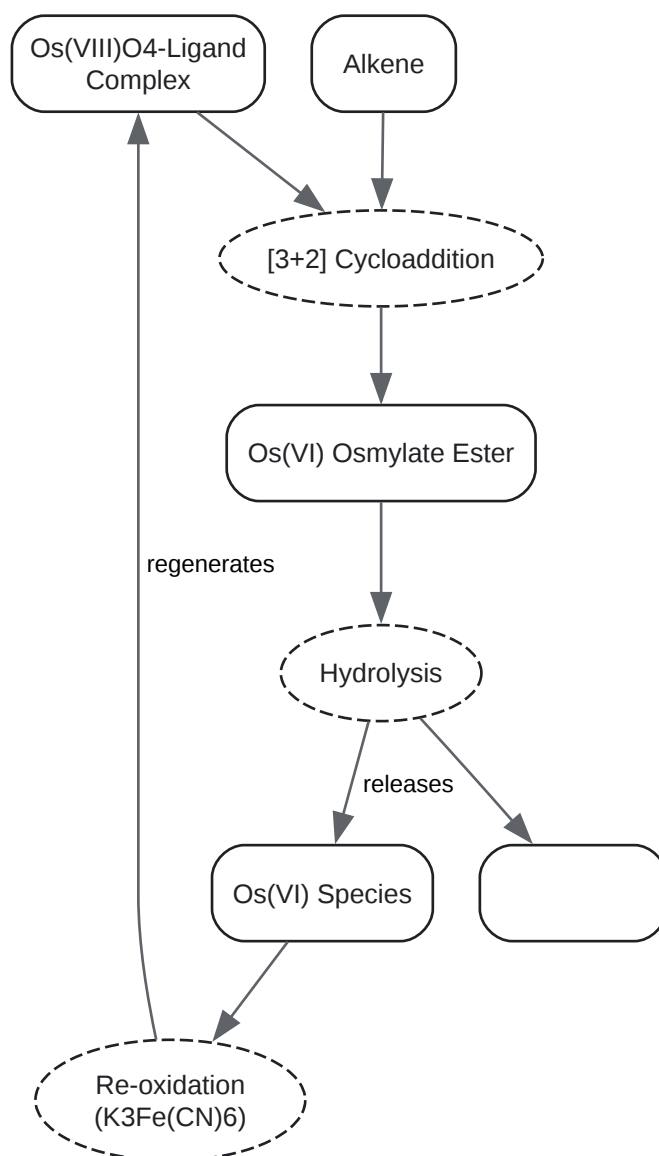 Os(VIII)O4-Ligand
Complex
Alkene
[3+2] Cycloaddition
Os(VI) Osmylate Ester
regenerates
Hydrolysis
releases
Os(VI) Species
Re-oxidation
(K3Fe(CN)6)